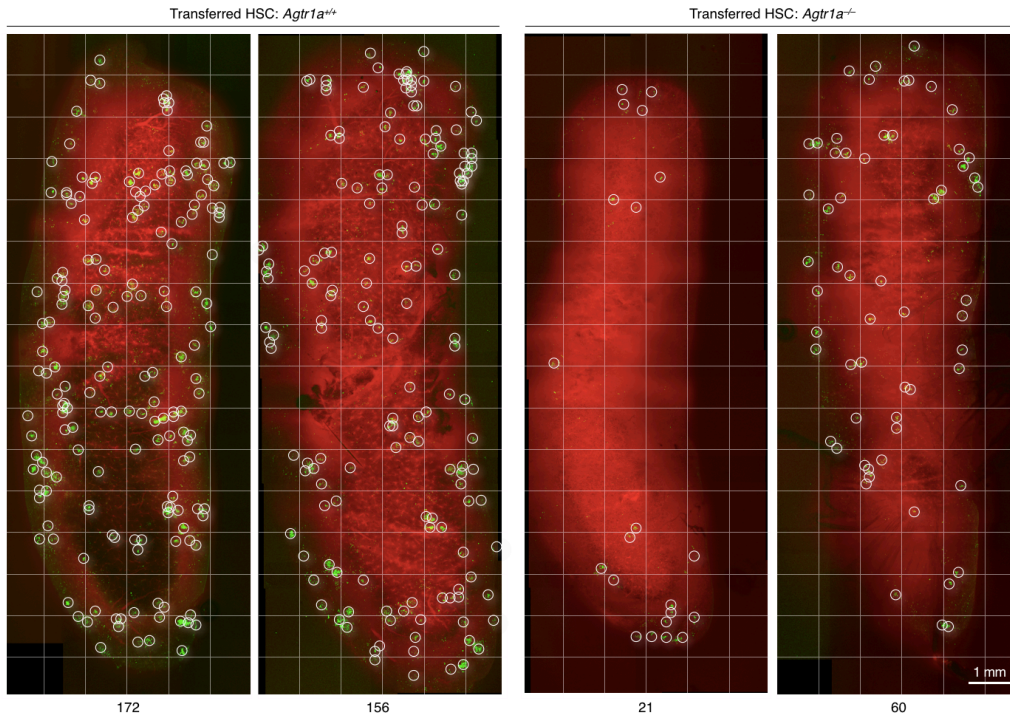 Transferred HSC: Agtr1a+/+
Transferred HSC: Agtr1a–/–
1 mm
172
156
21
60